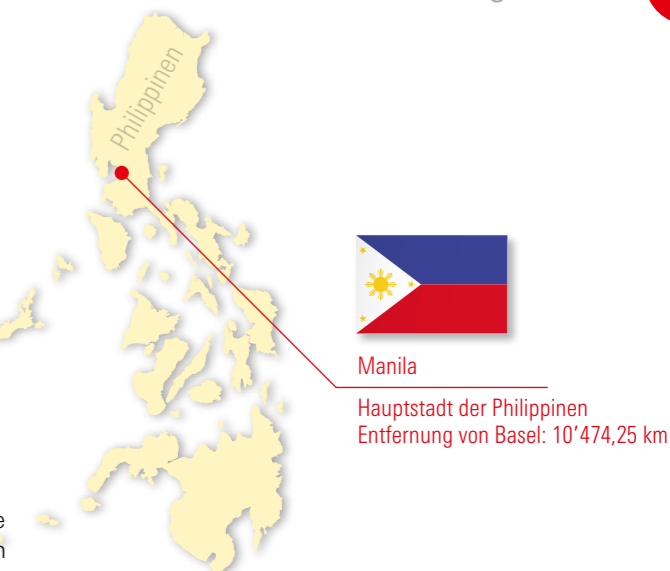 Philippinen
Manila
Hauptstadt der Philippinen
Entfernung von Basel: 10’474,25 km